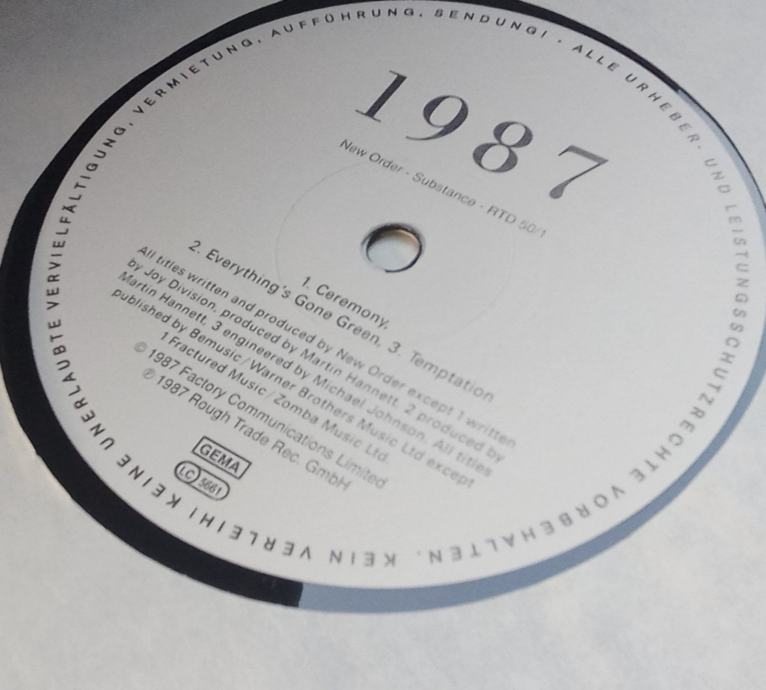 KEINE UNERLAUBTE VERVIELFÄLTIGUNG, VERMIETUNG, AUFFÜHRUNG, SENDUNG! · ALLE URHEBER- UND LEISTUNGSSCHUTZRECHTE VORBEHALTEN. KEIN VERLEIH!
1987
New Order - Substance - RTD 50/1
1. Ceremony,
2. Everything's Gone Green, 3. Temptation
All titles written and produced by New Order except 1 written
by Joy Division, produced by Martin Hannett, 2 produced by
Martin Hannett, 3 engineered by Michael Johnson. All titles
published by Bemusic/Warner Brothers Music Ltd except
1 Fractured Music/Zomba Music Ltd.
© 1987 Factory Communications Limited
℗ 1987 Rough Trade Rec. GmbH
GEMA
LC 5661